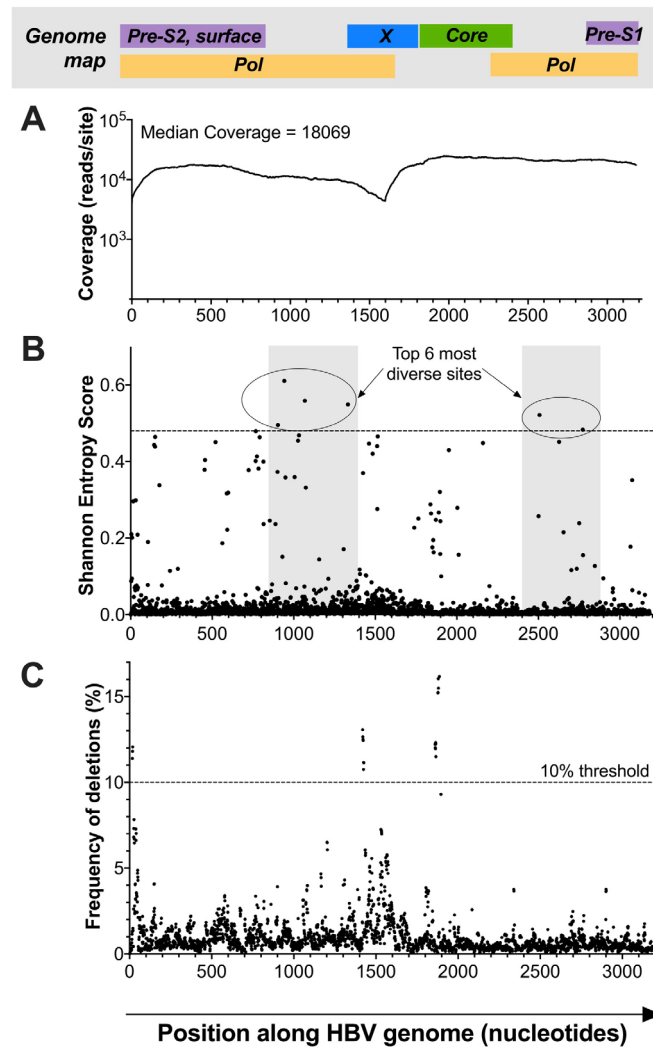 Genome map
Pre-S2, surface
X
Core
Pre-S1
Pol
Pol
A
Coverage (reads/site)
10^5
10^4
10^3
Median Coverage = 18069
0 500 1000 1500 2000 2500 3000
B
Shannon Entropy Score
0.6
0.4
0.2
0.0
Top 6 most
diverse sites
0 500 1000 1500 2000 2500 3000
C
Frequency of deletions (%)
15
10
5
0
10% threshold
0 500 1000 1500 2000 2500 3000
Position along HBV genome (nucleotides)